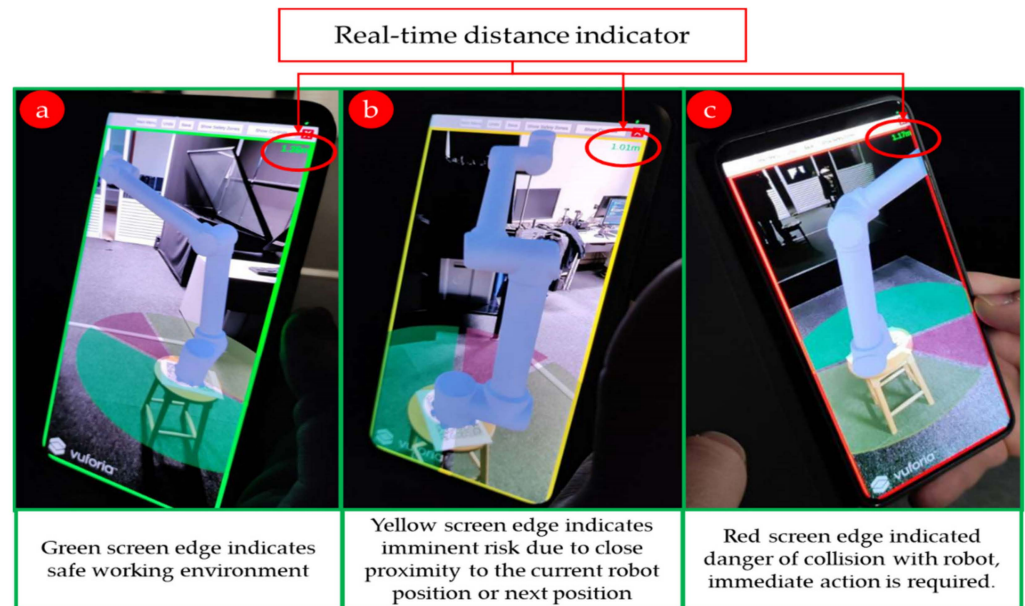 Real-time distance indicator
a
b
c
1.01m
1.17m
vuforia
vuforia
Green screen edge indicates
safe working environment
Yellow screen edge indicates
imminent risk due to close
proximity to the current robot
position or next position
Red screen edge indicated
danger of collision with robot,
immediate action is required.